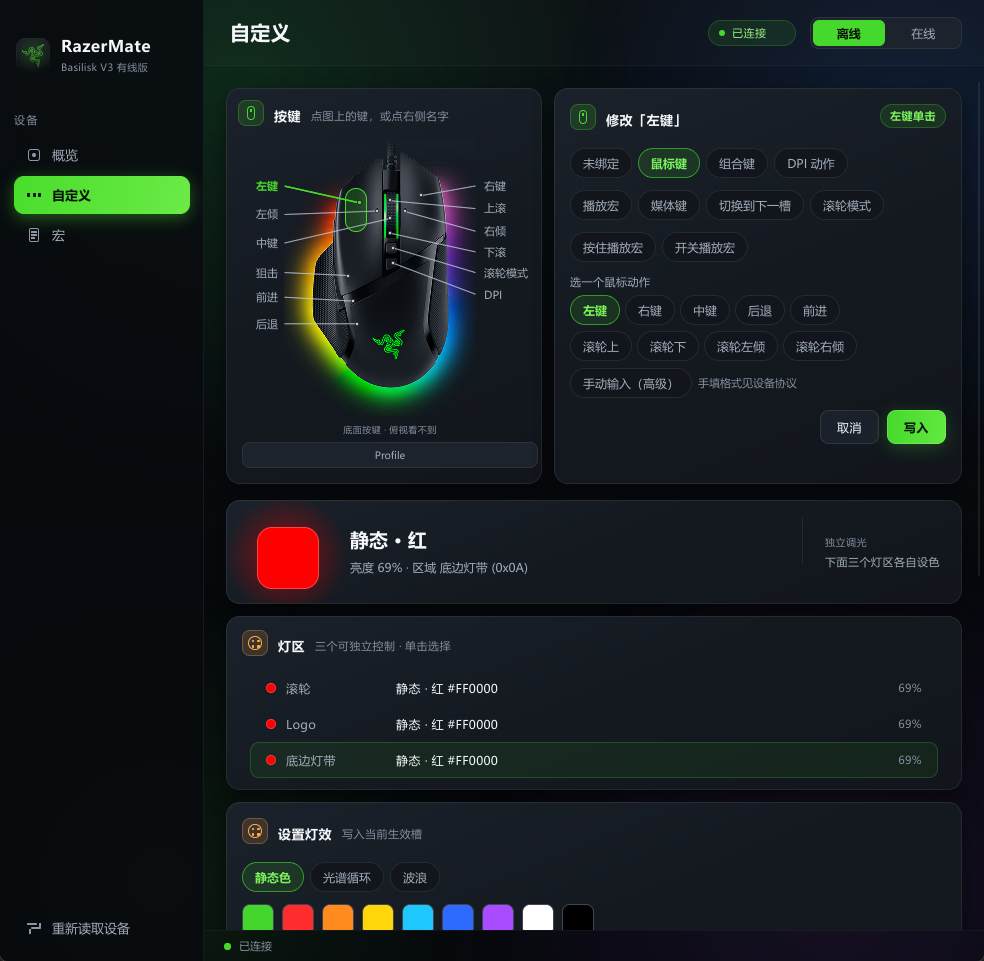 RazerMate
Basilisk V3 有线版
设备
概览
自定义
宏
重新读取设备
自定义
已连接
离线
在线
按键 点图上的键，或点右侧名字
左键
左倾
中键
狙击
前进
后退
右键
上滚
右倾
下滚
滚轮模式
DPI
底面按键 · 俯视看不到
Profile
修改「左键」
左键单击
未绑定 鼠标键 组合键 DPI 动作
播放宏 媒体键 切换到下一槽 滚轮模式
按住播放宏 开关播放宏
选一个鼠标动作
左键 右键 中键 后退 前进
滚轮上 滚轮下 滚轮左倾 滚轮右倾
手动输入（高级） 手填格式见设备协议
取消 写入
静态 · 红
亮度 69% · 区域 底边灯带 (0x0A)
独立调光
下面三个灯区各自设色
灯区 三个可独立控制 · 单击选择
滚轮 静态 · 红 #FF0000 69%
Logo 静态 · 红 #FF0000 69%
底边灯带 静态 · 红 #FF0000 69%
设置灯效 写入当前生效槽
静态色 光谱循环 波浪
已连接